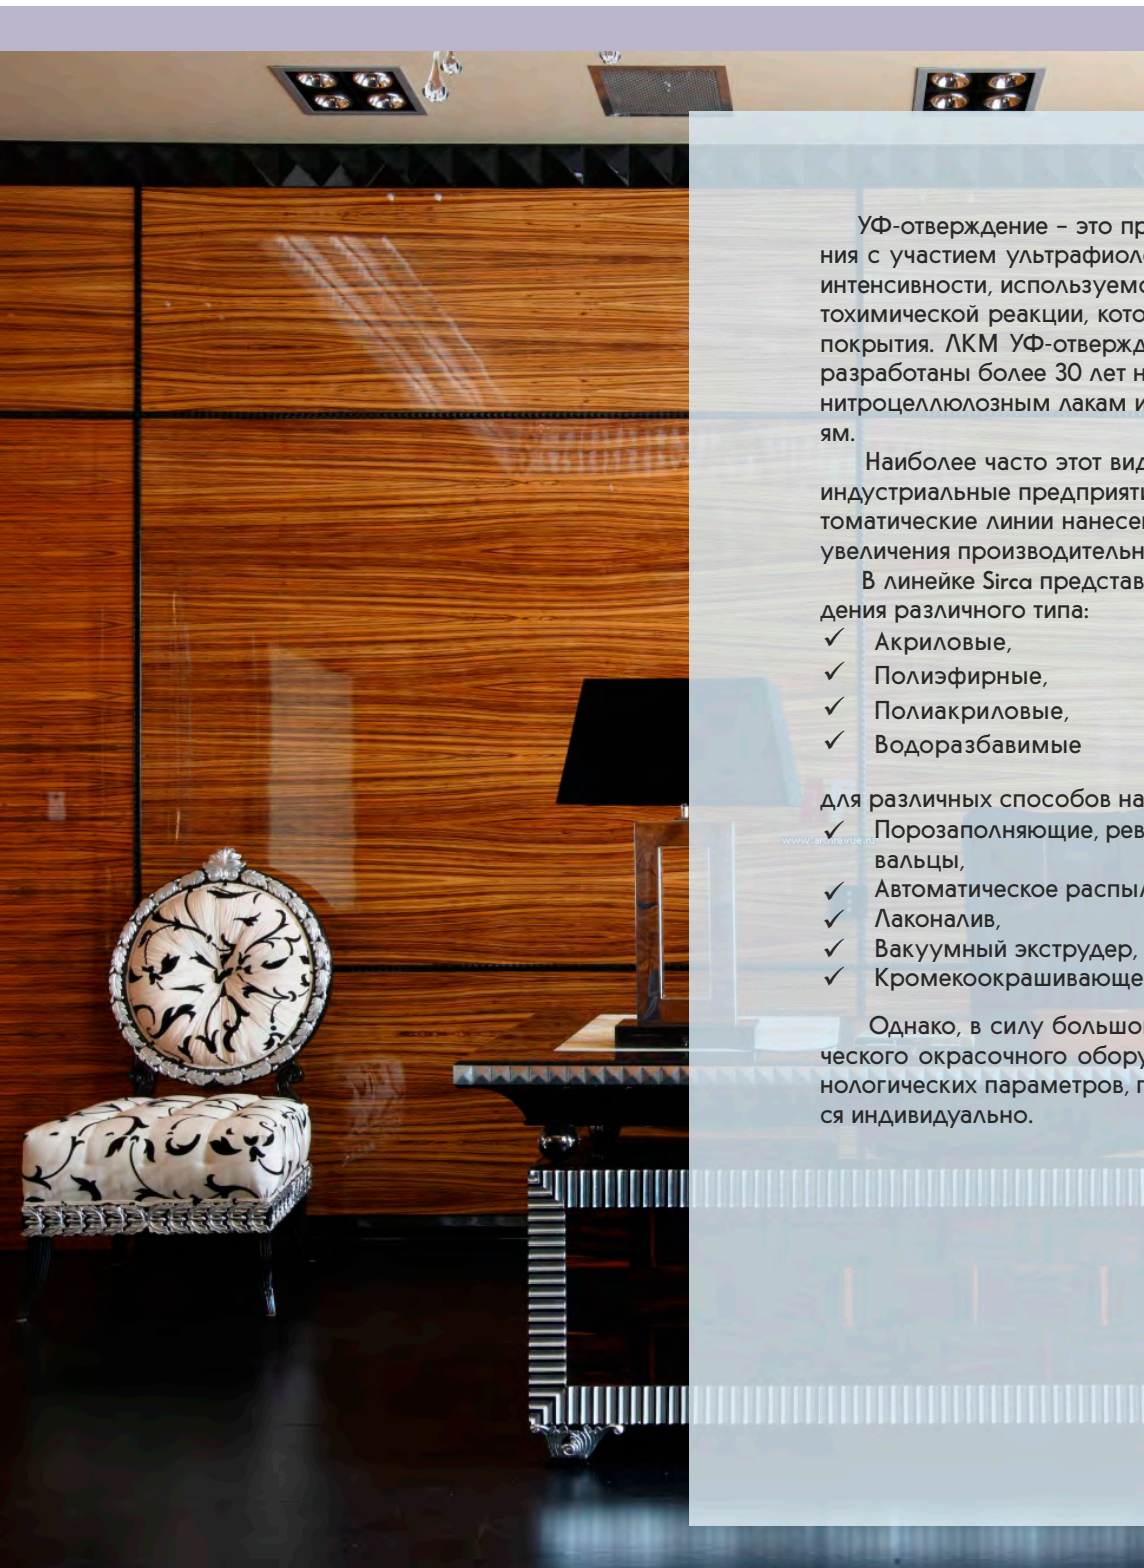 УФ-отверждение – это пр
ния с участием ультрафиол
интенсивности, используем
тохимической реакции, кото
покрытия. ЛКМ УФ-отвержд
разработаны более 30 лет н
нитроцеллюлозным лакам и
ям.
Наиболее часто этот вид
индустриальные предприят
томатические линии нанесе
увеличения производительн
В линейке Sirca представ
дения различного типа:
✓ Акриловые,
✓ Полиэфирные,
✓ Полиакриловые,
✓ Водоразбавимые
для различных способов на
✓ Порозаполняющие, рев
вальцы,
✓ Автоматическое распыл
✓ Лаконалив,
✓ Вакуумный экструдер,
✓ Кромекоокрашивающе
Однако, в силу большо
ческого окрасочного обору
нологических параметров, п
ся индивидуально.